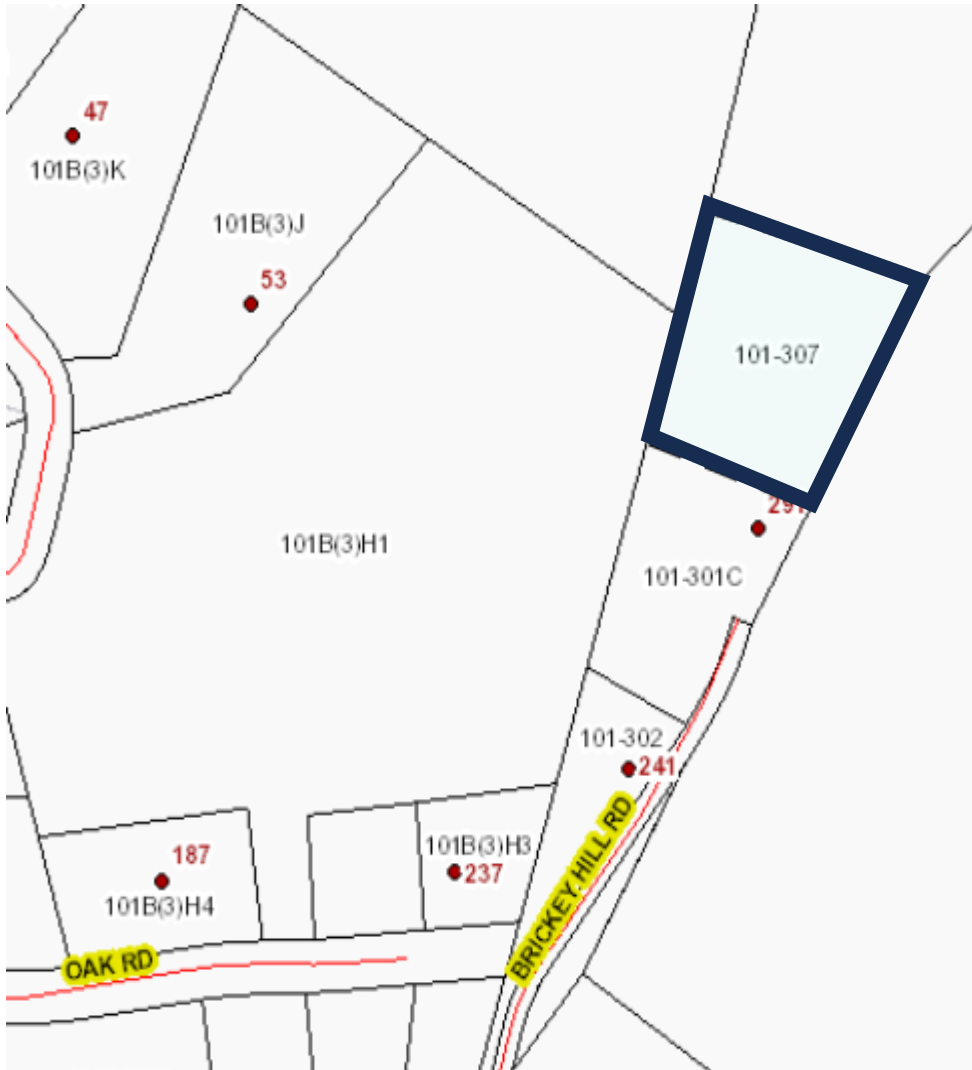 47
101B(3)K
101B(3)J
53
101-307
101B(3)H1
101-301C
101-302
241
BRICKEY HILL RD
101B(3)H3
237
187
101B(3)H4
OAK RD